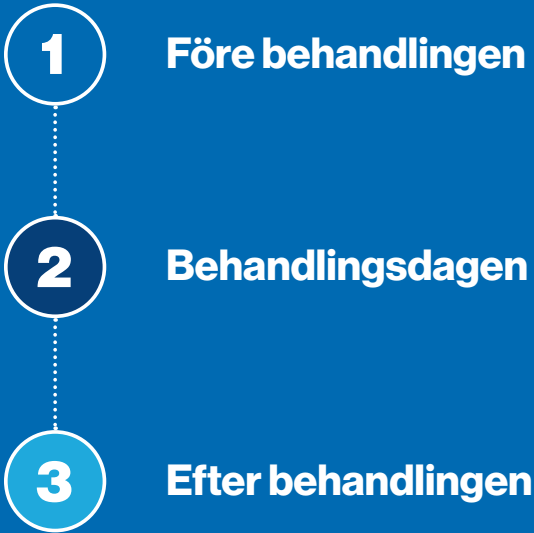 1 Före behandlingen
2 Behandlingsdagen
3 Efter behandlingen